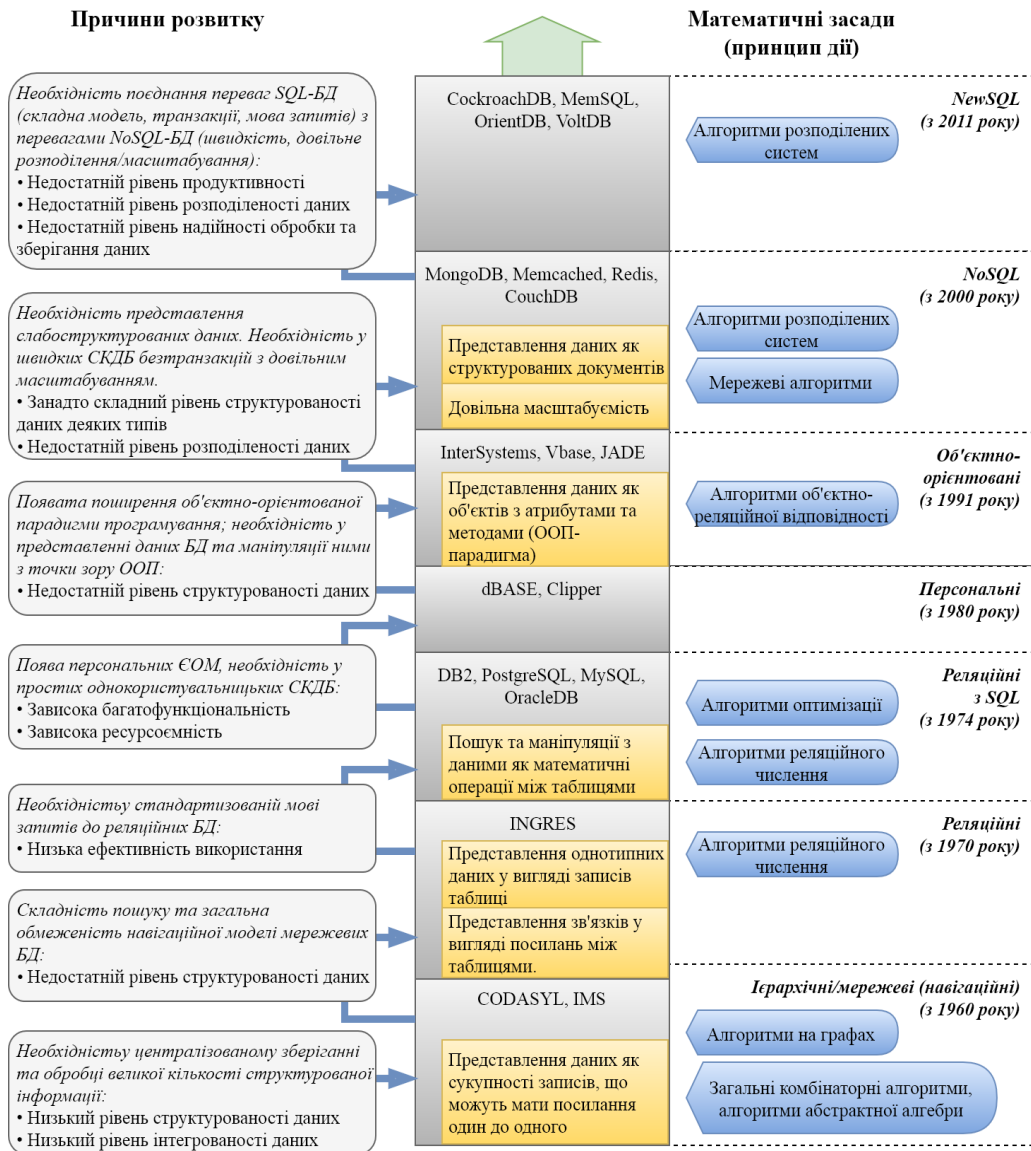 Причини розвитку
Математичні засади
(принцип дії)
Необхідність поєднання переваг SQL-БД
(складна модель, транзакції, мова запитів) з
перевагами NoSQL-БД (швидкість, довільне
розподілення/масштабування):
• Недостатній рівень продуктивності
• Недостатній рівень розподіленості даних
• Недостатній рівень надійності обробки та
зберігання даних
CockroachDB, MemSQL,
OrientDB, VoltDB
Алгоритми розподілених
систем
NewSQL
(з 2011 року)
Необхідність представлення
слабоструктурованих даних. Необхідність у
швидких СКДБ безтранзакцій з довільним
масштабуванням.
• Занадто складний рівень структурованості
даних деяких типів
• Недостатній рівень розподіленості даних
MongoDB, Memcached, Redis,
CouchDB
Представлення даних як
структурованих документів
Довільна масштабуємість
Алгоритми розподілених
систем
Мережеві алгоритми
NoSQL
(з 2000 року)
Появата поширення об'єктно-орієнтованої
парадигми програмування; необхідність у
представленні даних БД та маніпуляції ними
з точки зору ООП:
• Недостатній рівень структурованості даних
InterSystems, Vbase, JADE
Представлення даних як
об'єктів з атрибутами та
методами (ООП-
парадигма)
Алгоритми об'єктно-
реляційної відповідності
Об'єктно-
орієнтовані
(з 1991 року)
dBASE, Clipper
Персональні
(з 1980 року)
Поява персональних ЄОМ, необхідність у
простих однокористувальницьких СКДБ:
• Зависока багатофункціональність
• Зависока ресурсоємність
DB2, PostgreSQL, MySQL,
OracleDB
Пошук та маніпуляції з
даними як математичні
операції між таблицями
Алгоритми оптимізації
Алгоритми реляційного
числення
Реляційні
з SQL
(з 1974 року)
Необхідністьу стандартизованій мові
запитів до реляційних БД:
• Низька ефективність використання
INGRES
Представлення однотипних
даних у вигляді записів
таблиці
Представлення зв'язків у
вигляді посилань між
таблицями.
Алгоритми реляційного
числення
Реляційні
(з 1970 року)
Складність пошуку та загальна
обмеженість навігаційної моделі мережевих
БД:
• Недостатній рівень структурованості даних
CODASYL, IMS
Представлення даних як
сукупності записів, що
можуть мати посилання
один до одного
Ієрархічні/мережеві (навігаційні)
(з 1960 року)
Алгоритми на графах
Загальні комбінаторні алгоритми,
алгоритми абстрактної алгебри
Необхідністьу централізованому зберіганні
та обробці великої кількості структурованої
інформації:
• Низький рівень структурованості даних
• Низький рівень інтегрованості даних